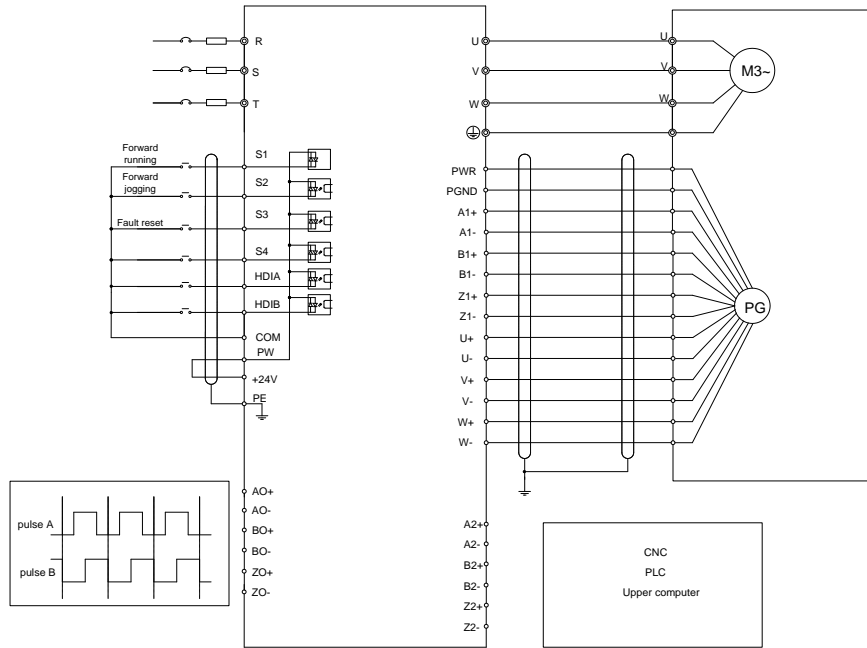 R
S
T
Forward
running
Forward
jogging
Fault reset
S1
S2
S3
S4
HDIA
HDIB
COM
PW
+24V
PE
pulse A
pulse B
AO+
AO-
BO+
BO-
ZO+
ZO-
U
V
W
U
V
W
M3~
PWR
PGND
A1+
A1-
B1+
B1-
Z1+
Z1-
U+
U-
V+
V-
W+
W-
PG
A2+
A2-
B2+
B2-
Z2+
Z2-
CNC
PLC
Upper computer